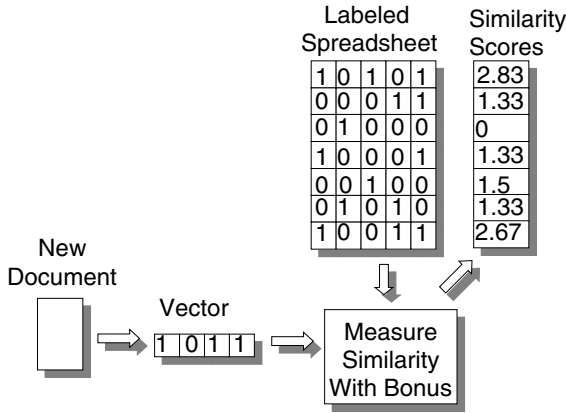 Labeled
Spreadsheet
Similarity
Scores
1 0 1 0 1
0 0 0 1 1
0 1 0 0 0
1 0 0 0 1
0 0 1 0 0
0 1 0 1 0
1 0 0 1 1
2.83
1.33
0
1.33
1.5
1.33
2.67
New
Document
Vector
1 0 1 1
Measure
Similarity
With Bonus